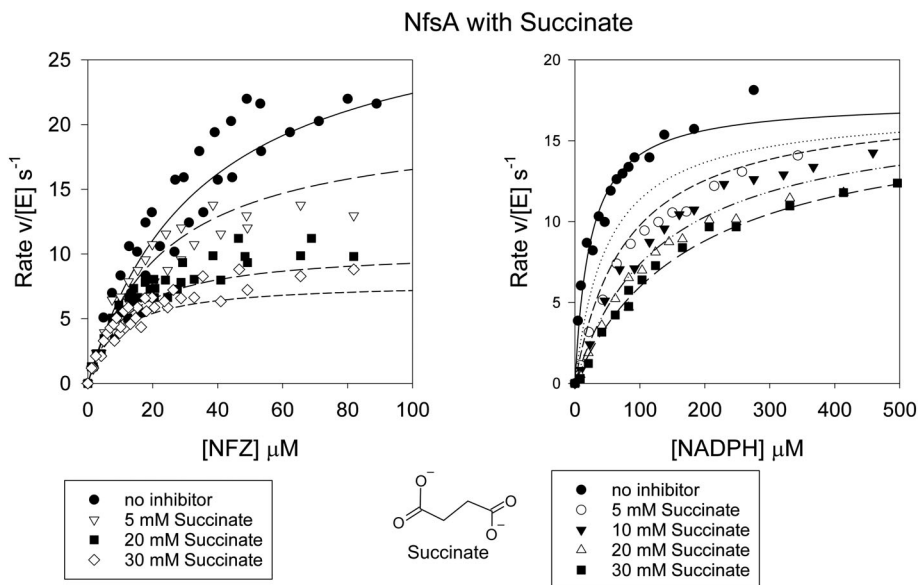 NfsA with Succinate
Rate v/[E] s⁻¹
25
20
15
10
5
0
0 20 40 60 80 100
[NFZ] μM
no inhibitor
5 mM Succinate
20 mM Succinate
30 mM Succinate
O⁻
O
O
O⁻
Succinate
Rate v/[E] s⁻¹
20
15
10
5
0
0 100 200 300 400 500
[NADPH] μM
no inhibitor
5 mM Succinate
10 mM Succinate
20 mM Succinate
30 mM Succinate